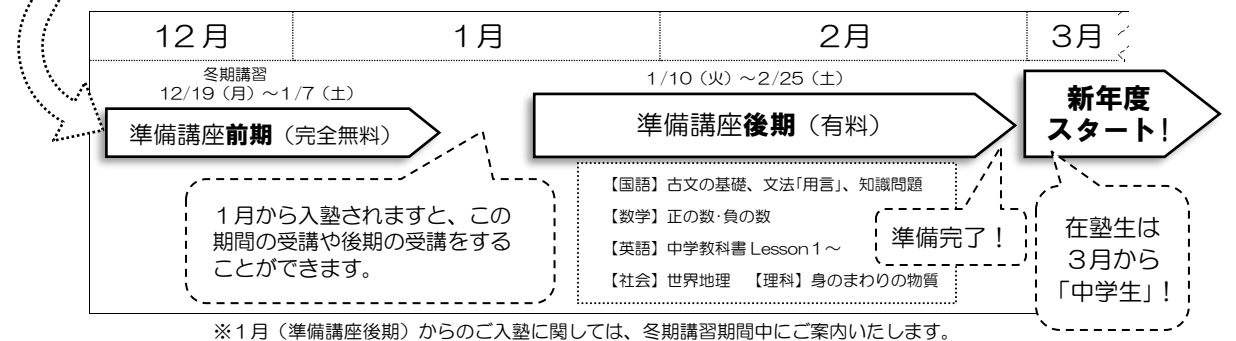 12月 1月 2月 3月
冬期講習
12/19（月）～1/7（土）
準備講座前期（完全無料）
1月から入塾されますと、この
期間の受講や後期の受講をする
ことができます。
1/10（火）～2/25（土）
準備講座後期（有料）
【国語】古文の基礎、文法｢用言｣、知識問題
【数学】正の数･負の数
【英語】中学教科書 Lesson１～
【社会】世界地理　【理科】身のまわりの物質
準備完了！
新年度
スタート！
在塾生は
３月から
「中学生」！
※１月（準備講座後期）からのご入塾に関しては、冬期講習期間中にご案内いたします。